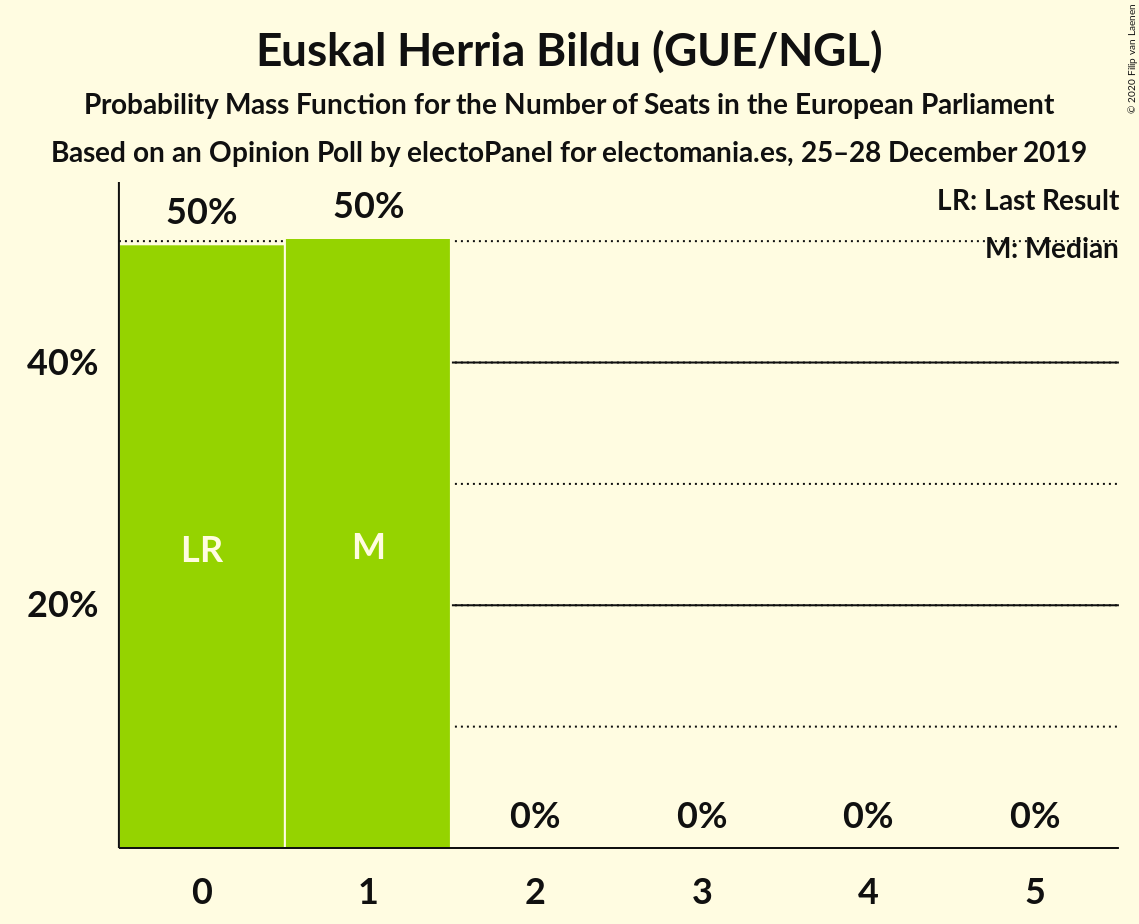 Euskal Herria Bildu (GUE/NGL)
Probability Mass Function for the Number of Seats in the European Parliament
Based on an Opinion Poll by electoPanel for electomania.es, 25–28 December 2019
© 2020 Filip van Laenen
LR: Last Result
M: Median
50%
50%
40%
20%
LR
M
0%
0%
0%
0%
0
1
2
3
4
5